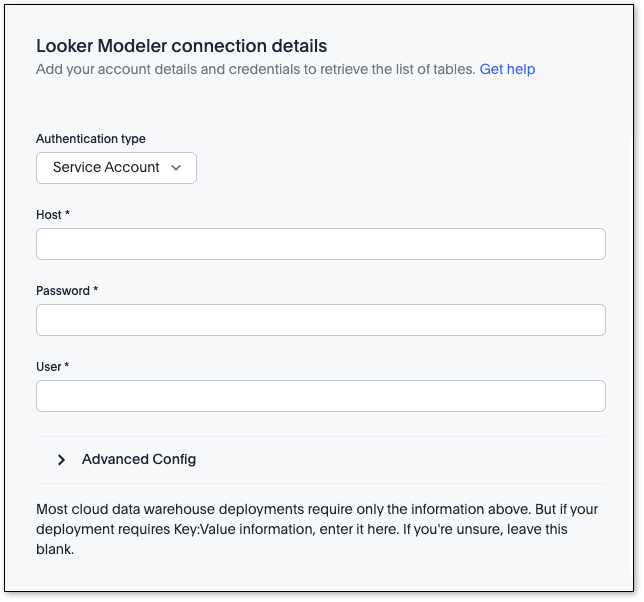 Looker Modeler connection details
Add your account details and credentials to retrieve the list of tables. Get help
Authentication type
Service Account
Host *
Password *
User *
Advanced Config
Most cloud data warehouse deployments require only the information above. But if your
deployment requires Key:Value information, enter it here. If you're unsure, leave this
blank.